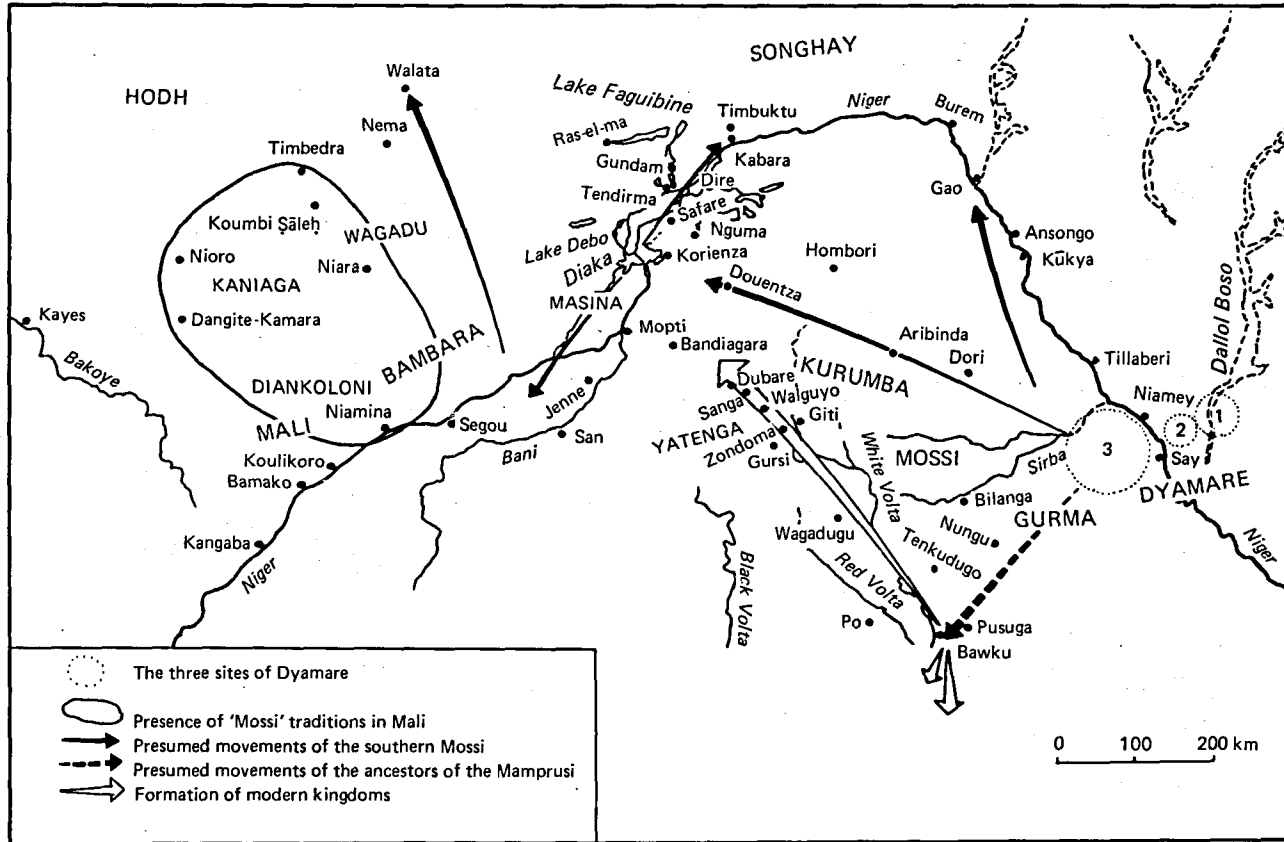 SONGHAY
HODH
Walata
Nema
Timbedra
Koumbi Ṣāleḥ
WAGADU
Nioro
KANIAGA
Niara
Dangite-Kamara
Kayes
Bakoye
DIANKOLONI
BAMBARA
MALI
Niamina
Koulikoro
Bamako
Kangaba
Niger
Segou
San
Bani
Jenne
Lake Faguibine
Ras-el-ma
Gundam
Tendirma
Timbuktu
Kabara
Dire
Safare
Nguma
Lake Debo
Diaka
Korienza
MASINA
Mopti
Bandiagara
Niger
Burem
Gao
Ansongo
Kūkya
Hombori
Douentza
Aribinda
Dori
KURUMBA
Dubare
Sanga
Walguyo
Giti
YATENGA
Zondoma
Gursi
White Volta
MOSSI
Sirba
Bilanga
Wagadugu
Nungu
Tenkudugo
GURMA
Red Volta
Black Volta
Po
Pusuga
Bawku
Tillaberi
Niamey
Dallol Boso
1
2
3
Say
DYAMARE
Niger
The three sites of Dyamare
Presence of 'Mossi' traditions in Mali
Presumed movements of the southern Mossi
Presumed movements of the ancestors of the Mamprusi
Formation of modern kingdoms
0 100 200 km